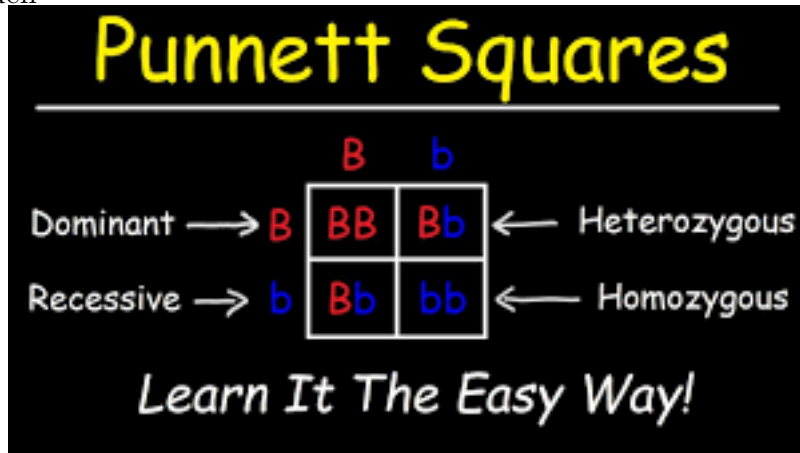 Punnett Squares
B b
Dominant B BB Bb Heterozygous
Recessive b Bb bb Homozygous
Learn It The Easy Way!